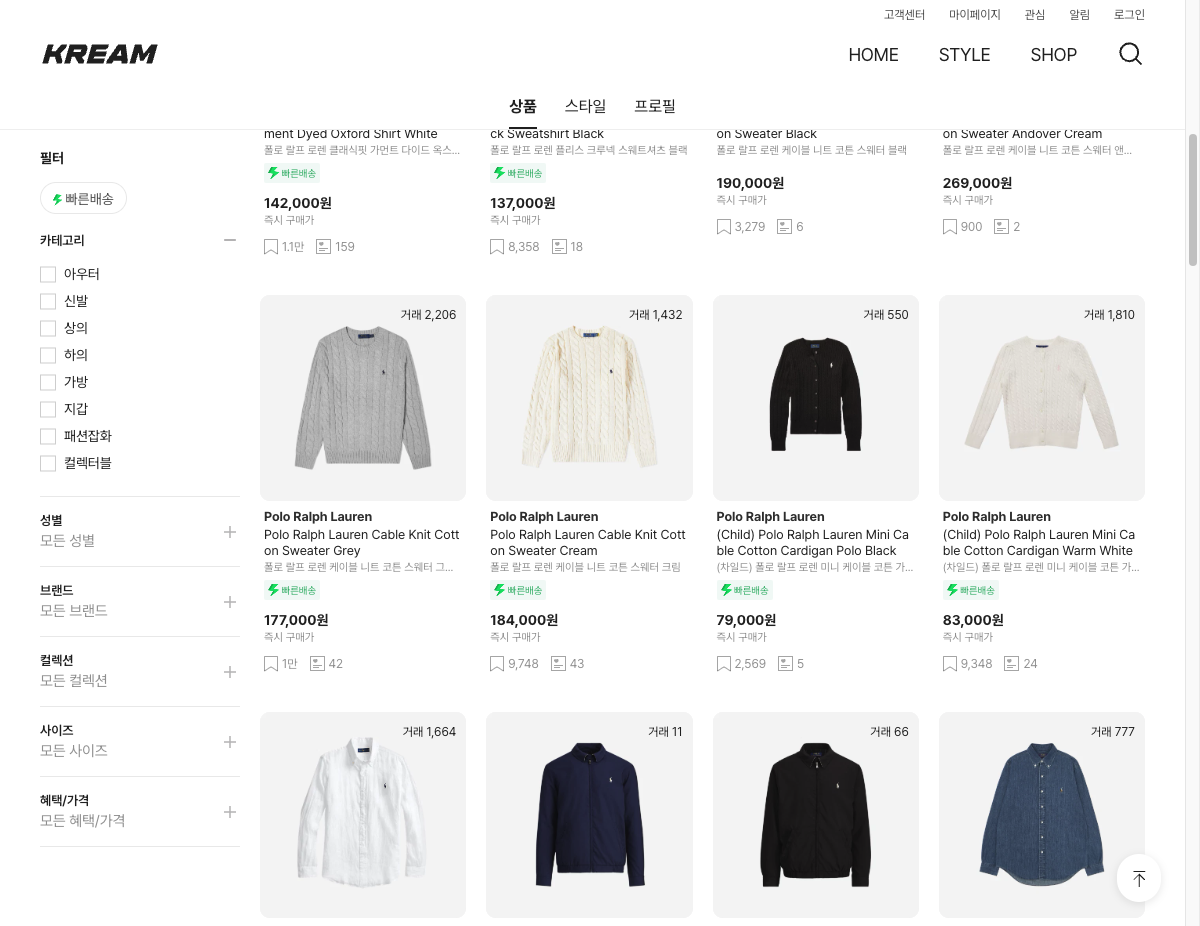 고객센터 마이페이지 관심 알림 로그인
KREAM
HOME STYLE SHOP
상품 스타일 프로필
필터
빠른배송
카테고리
아우터
신발
상의
하의
가방
지갑
패션잡화
컬렉터블
성별
모든 성별
브랜드
모든 브랜드
컬렉션
모든 컬렉션
사이즈
모든 사이즈
혜택/가격
모든 혜택/가격
ment Dyed Oxford Shirt White
폴로 랄프 로렌 클래식핏 가먼트 다이드 옥스...
빠른배송
142,000원
즉시 구매가
1.1만 159
ck Sweatshirt Black
폴로 랄프 로렌 플리스 크루넥 스웨트셔츠 블랙
빠른배송
137,000원
즉시 구매가
8,358 18
on Sweater Black
폴로 랄프 로렌 케이블 니트 코튼 스웨터 블랙
190,000원
즉시 구매가
3,279 6
on Sweater Andover Cream
폴로 랄프 로렌 케이블 니트 코튼 스웨터 앤...
269,000원
즉시 구매가
900 2
거래 2,206
Polo Ralph Lauren
Polo Ralph Lauren Cable Knit Cott
on Sweater Grey
폴로 랄프 로렌 케이블 니트 코튼 스웨터 그...
빠른배송
177,000원
즉시 구매가
1만 42
거래 1,432
Polo Ralph Lauren
Polo Ralph Lauren Cable Knit Cott
on Sweater Cream
폴로 랄프 로렌 케이블 니트 코튼 스웨터 크림
빠른배송
184,000원
즉시 구매가
9,748 43
거래 550
Polo Ralph Lauren
(Child) Polo Ralph Lauren Mini Ca
ble Cotton Cardigan Polo Black
(차일드) 폴로 랄프 로렌 미니 케이블 코튼 가...
빠른배송
79,000원
즉시 구매가
2,569 5
거래 1,810
Polo Ralph Lauren
(Child) Polo Ralph Lauren Mini Ca
ble Cotton Cardigan Warm White
(차일드) 폴로 랄프 로렌 미니 케이블 코튼 가...
빠른배송
83,000원
즉시 구매가
9,348 24
거래 1,664
거래 11
거래 66
거래 777